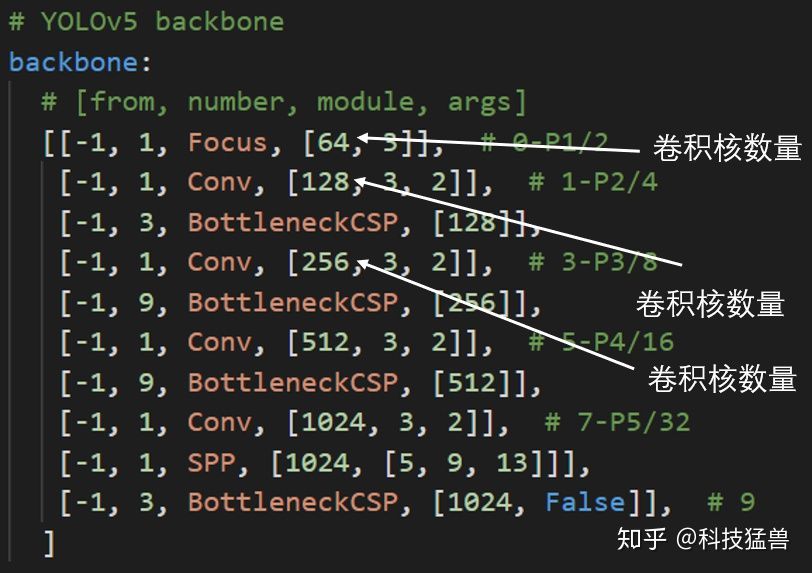 # YOLOv5 backbone
backbone:
# [from, number, module, args]
[[-1, 1, Focus, [64, 3]], # 0-P1/2
卷积核数量
[-1, 1, Conv, [128, 3, 2]], # 1-P2/4
[-1, 3, BottleneckCSP, [128]],
[-1, 1, Conv, [256, 3, 2]], # 3-P3/8
[-1, 9, BottleneckCSP, [256]],
卷积核数量
[-1, 1, Conv, [512, 3, 2]], # 5-P4/16
[-1, 9, BottleneckCSP, [512]],
卷积核数量
[-1, 1, Conv, [1024, 3, 2]], # 7-P5/32
[-1, 1, SPP, [1024, [5, 9, 13]]],
[-1, 3, BottleneckCSP, [1024, False]], # 9
]
知乎 @科技猛兽